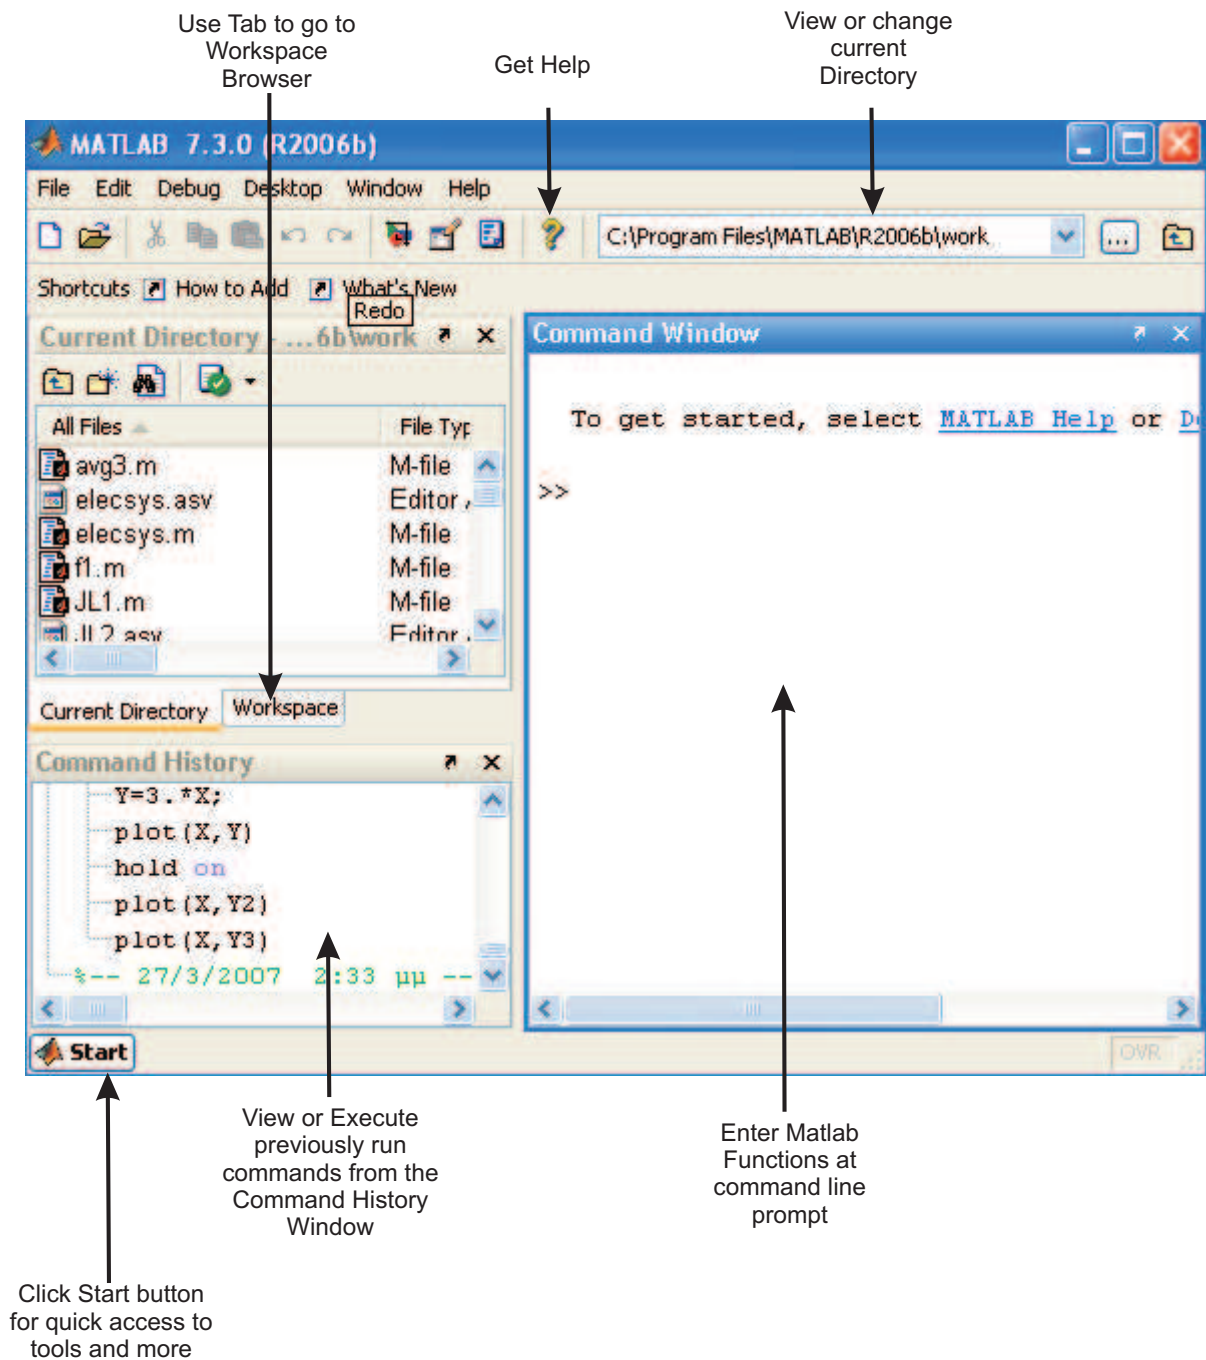 Use Tab to go to
Workspace
Browser
Get Help
View or change
current
Directory
MATLAB 7.3.0 (R2006b)
File Edit Debug Desktop Window Help
C:\Program Files\MATLAB\R2006b\work
...
Shortcuts How to Add What's New
Redo
Current Directory - ...6b\work
All Files File Typ
avg3.m M-file
elecsys.asv Editor
elecsys.m M-file
f1.m M-file
JL1.m M-file
JL2.asv Editor
Current Directory Workspace
Command History
Y=3.*X;
plot(X,Y)
hold on
plot(X,Y2)
plot(X,Y3)
%-- 27/3/2007 2:33 μμ --
Start
Command Window
To get started, select MATLAB Help or D
>>
OVR
View or Execute
previously run
commands from the
Command History
Window
Enter Matlab
Functions at
command line
prompt
Click Start button
for quick access to
tools and more